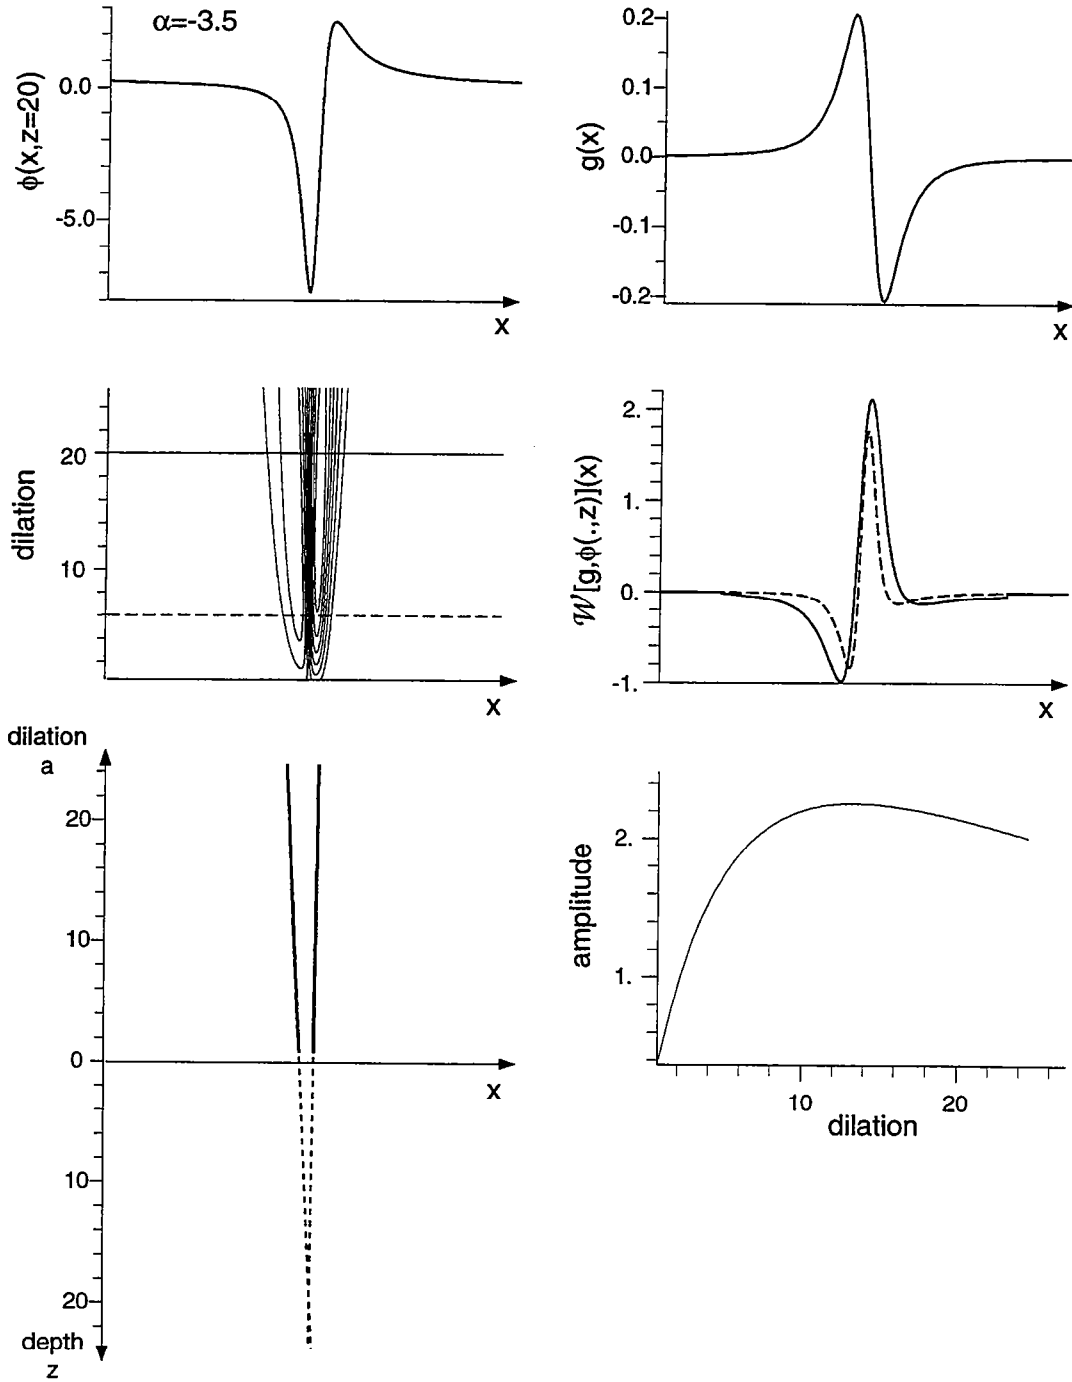 α=-3.5
ϕ(x,z=20)
0.0
-5.0
x
g(x)
0.2
0.1
0.0
-0.1
-0.2
x
dilation
20
10
x
𝒲[g,ϕ(.,z)](x)
2.
1.
0.
-1.
x
dilation
a
20
10
0
x
10
20
depth
z
amplitude
2.
1.
10
20
dilation